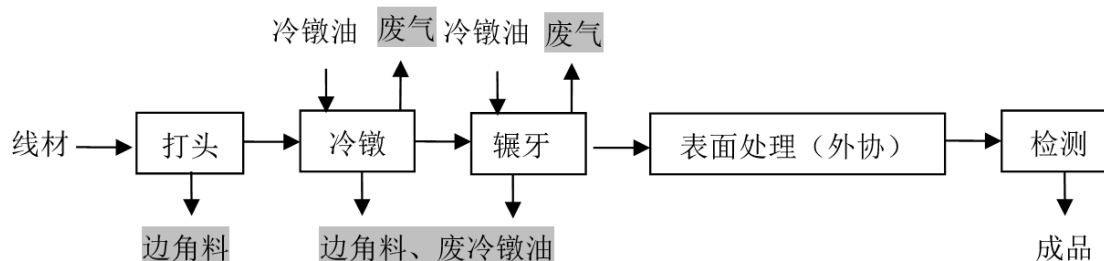 冷镦油 废气 冷镦油 废气
线材 打头 冷镦 辗牙 表面处理（外协） 检测
边角料 边角料、废冷镦油 成品